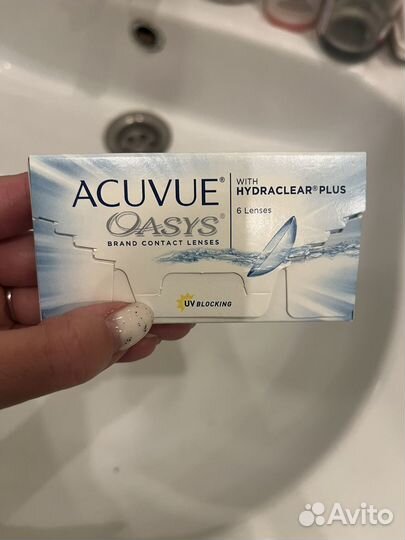 ACUVUE®
OASYS®
BRAND CONTACT LENSES
WITH
HYDRACLEAR® PLUS
6 Lenses
UV BLOCKING
Avito